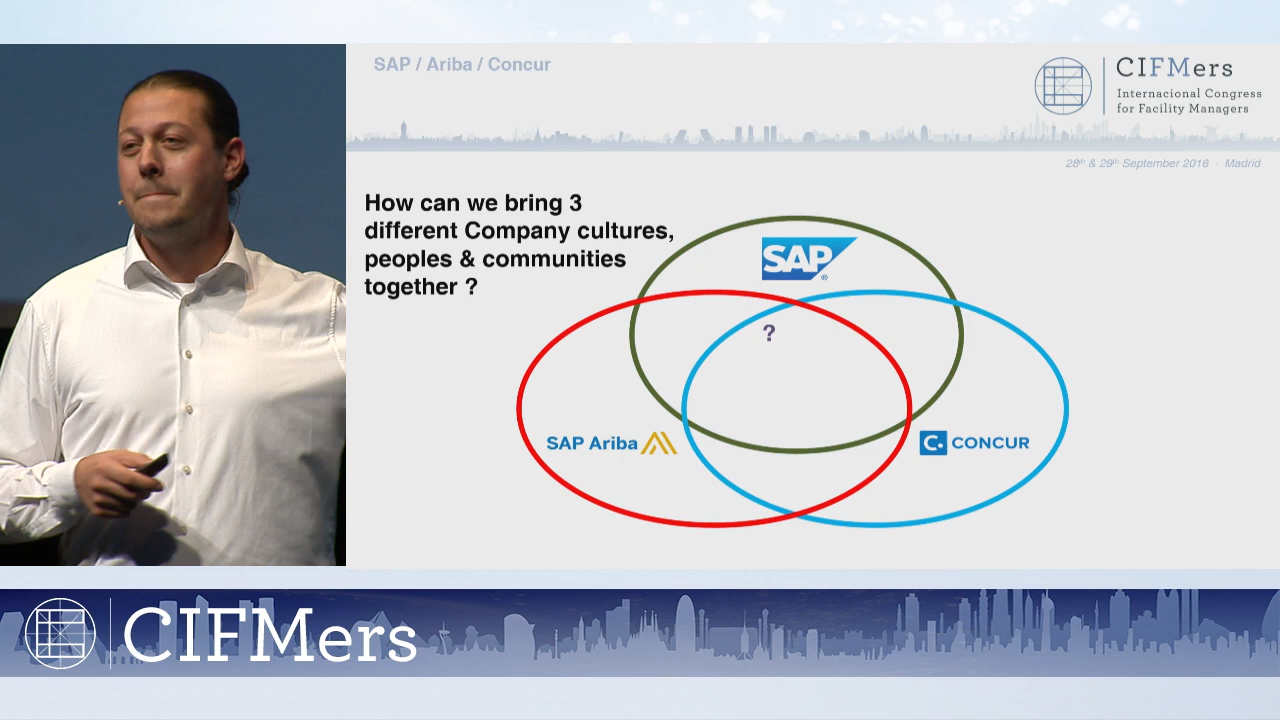 SAP / Ariba / Concur
CIFMers
Internacional Congress
for Facility Managers
28th & 29th September 2016 - Madrid
How can we bring 3
different Company cultures,
peoples & communities
together ?
SAP®
?
SAP Ariba
C. CONCUR
CIFMers